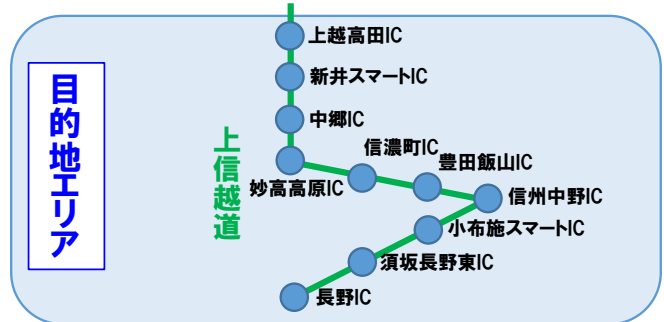 上越高田IC
新井スマートIC
中郷IC
信濃町IC
豊田飯山IC
妙高高原IC
信州中野IC
小布施スマートIC
須坂長野東IC
長野IC
上信越道
目的地エリア